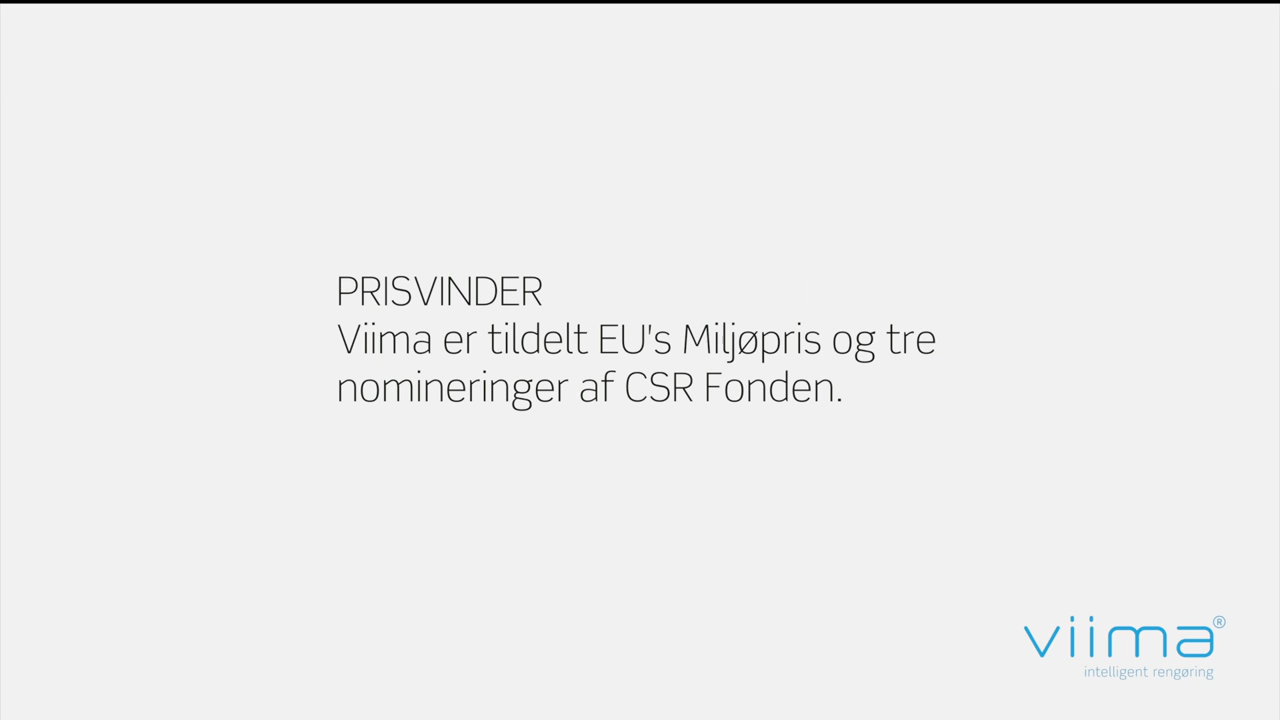 PRISVINDER
Viima er tildelt EU's Miljøpris og tre
nomineringer af CSR Fonden.
viima®
intelligent rengøring